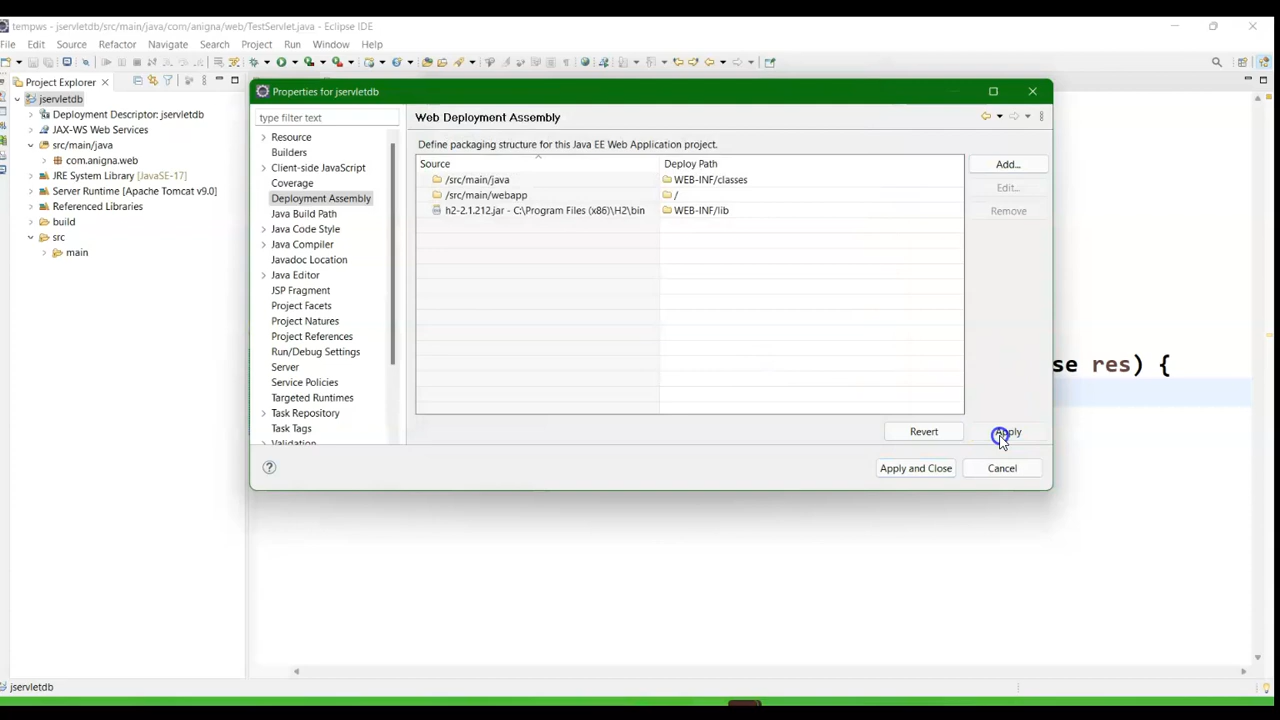 tempws - jservletdb/src/main/java/com/anigna/web/TestServlet.java - Eclipse IDE
File Edit Source Refactor Navigate Search Project Run Window Help
Project Explorer
jservletdb
Deployment Descriptor: jservletdb
JAX-WS Web Services
src/main/java
com.anigna.web
JRE System Library [JavaSE-17]
Server Runtime [Apache Tomcat v9.0]
Referenced Libraries
build
src
main
Properties for jservletdb
type filter text
Resource
Builders
Client-side JavaScript
Coverage
Deployment Assembly
Java Build Path
Java Code Style
Java Compiler
Javadoc Location
Java Editor
JSP Fragment
Project Facets
Project Natures
Project References
Run/Debug Settings
Server
Service Policies
Targeted Runtimes
Task Repository
Task Tags
Validation
Web Deployment Assembly
Define packaging structure for this Java EE Web Application project.
Source Deploy Path
/src/main/java WEB-INF/classes
/src/main/webapp /
h2-2.1.212.jar - C:\Program Files (x86)\H2\bin WEB-INF/lib
Add...
Edit...
Remove
Revert Apply
Apply and Close Cancel
se res) {
jservletdb